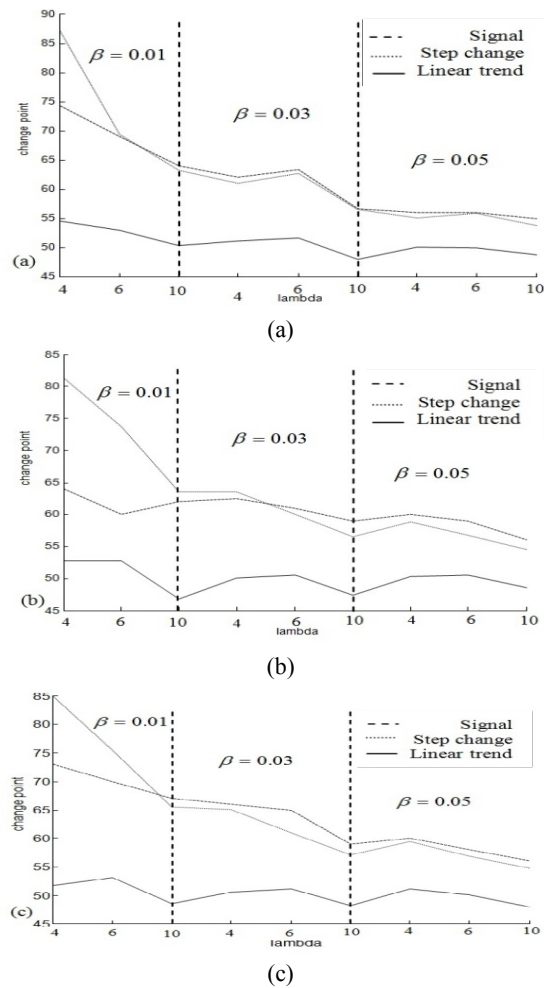 90
85
80
75
70
65
60
55
50
45
change point
β = 0.01
β = 0.03
β = 0.05
Signal
Step change
Linear trend
(a)
4 6 10 4 6 10 4 6 10
lambda
(a)
85
80
75
70
65
60
55
50
45
change point
β = 0.01
β = 0.03
β = 0.05
Signal
Step change
Linear trend
(b)
4 6 10 4 6 10 4 6 10
lambda
(b)
85
80
75
70
65
60
55
50
45
change point
β = 0.01
β = 0.03
β = 0.05
Signal
Step change
Linear trend
(c)
4 6 10 4 6 10 4 6 10
lambda
(c)